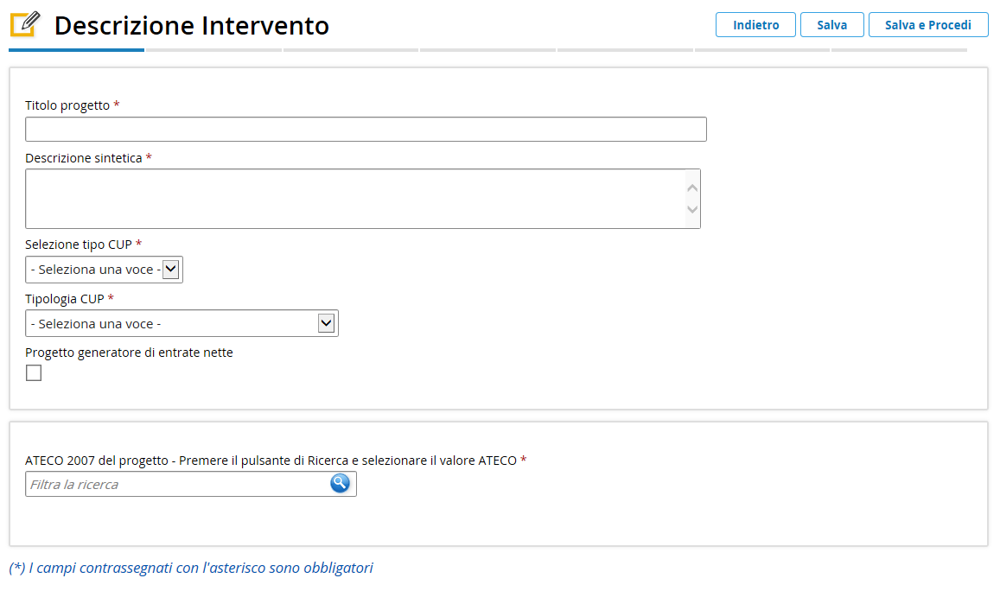 Descrizione Intervento
Indietro
Salva
Salva e Procedi
Titolo progetto *
Descrizione sintetica *
Selezione tipo CUP *
- Seleziona una voce -
Tipologia CUP *
- Seleziona una voce -
Progetto generatore di entrate nette
ATECO 2007 del progetto - Premere il pulsante di Ricerca e selezionare il valore ATECO *
Filtra la ricerca
(*) I campi contrassegnati con l'asterisco sono obbligatori